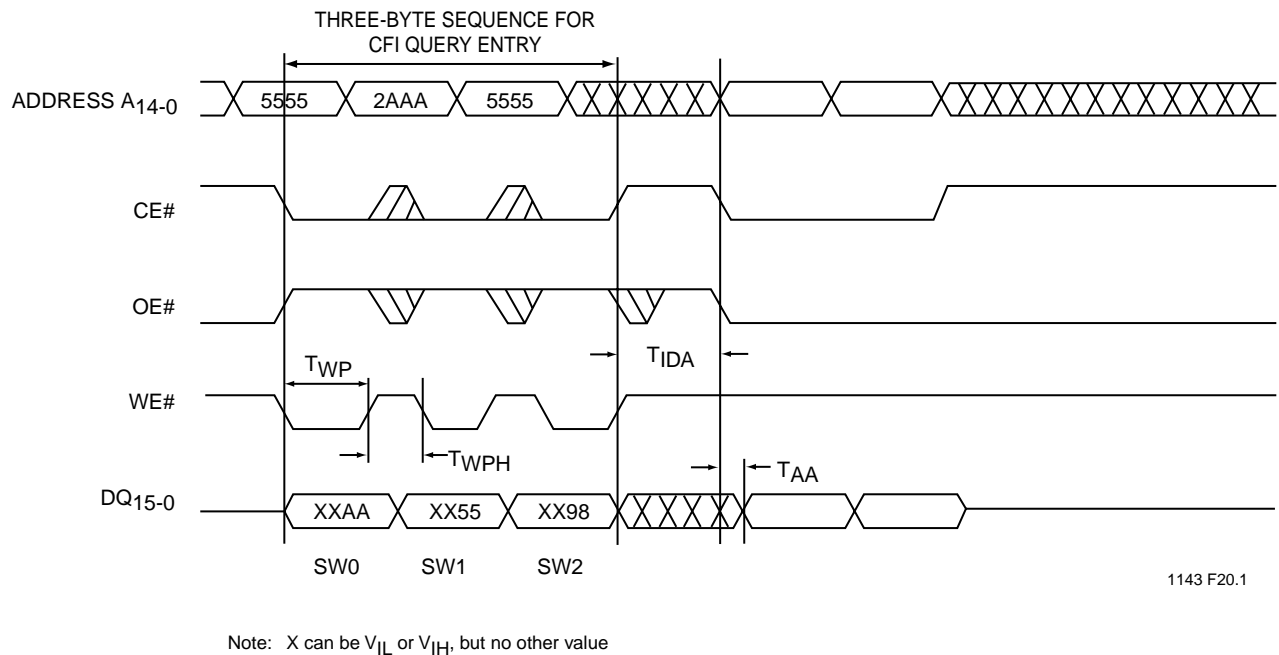 THREE-BYTE SEQUENCE FOR
CFI QUERY ENTRY
ADDRESS A14-0
5555 2AAA 5555
CE#
OE#
TIDA
TWP
WE#
TWPH
TAA
DQ15-0
XXAA XX55 XX98
SW0 SW1 SW2
1143 F20.1
Note: X can be VIL or VIH, but no other value